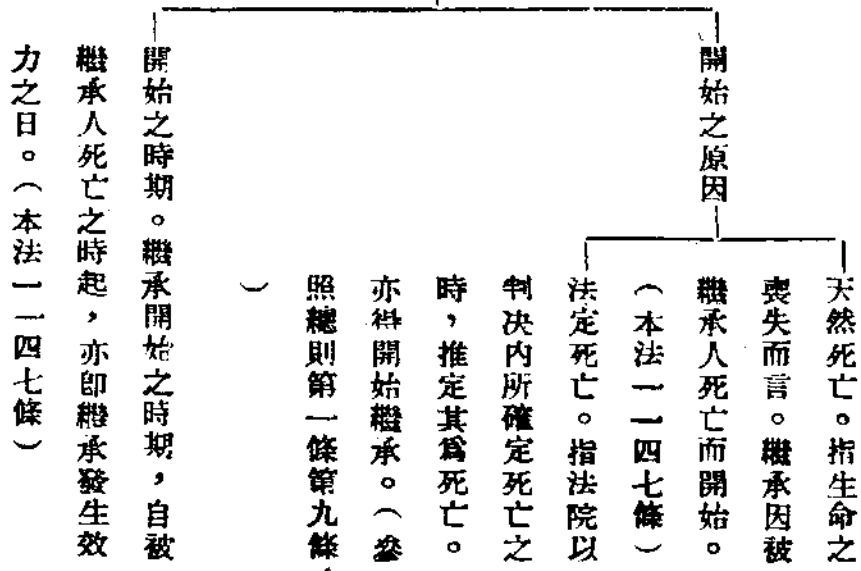 開始之原因
天然死亡。指生命之
喪失而言。繼承因被
繼承人死亡而開始。
（本法一一四七條）
法定死亡。指法院以
判決內所確定死亡之
時，推定其爲死亡。
亦得開始繼承。（叅
照總則第一條第九條
）
開始之時期。繼承開始之時期，自被
繼承人死亡之時起，亦卽繼承發生效
力之日。（本法一一四七條）